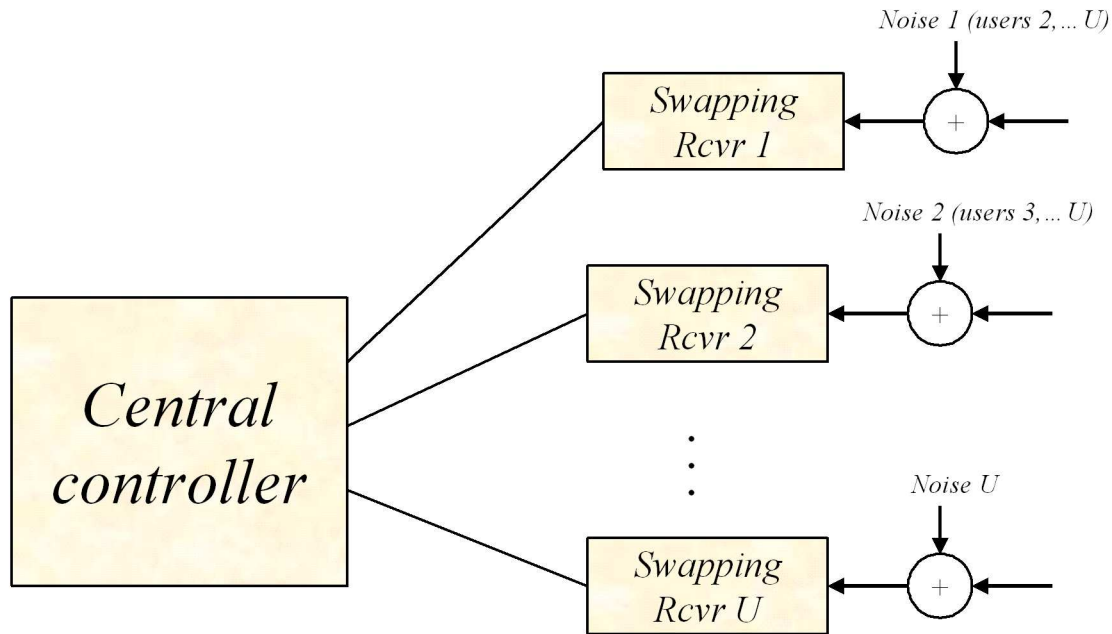 Noise 1 (users 2,... U)
Swapping
Rcvr 1
+
Noise 2 (users 3,... U)
Swapping
Rcvr 2
+
Central
controller
Noise U
Swapping
Rcvr U
+